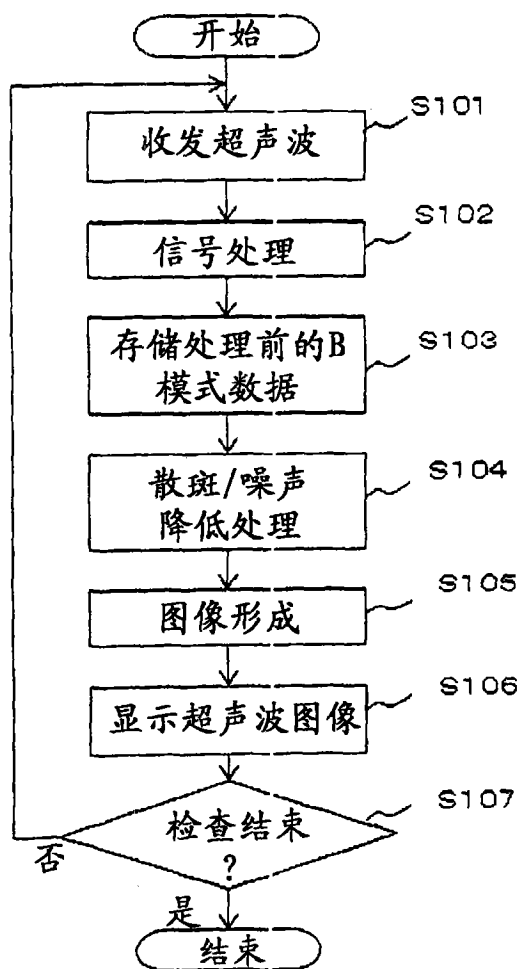 开始
S101
收发超声波
S102
信号处理
S103
存储处理前的B
模式数据
S104
散斑/噪声
降低处理
S105
图像形成
S106
显示超声波图像
S107
检查结束
?
否
是
结束